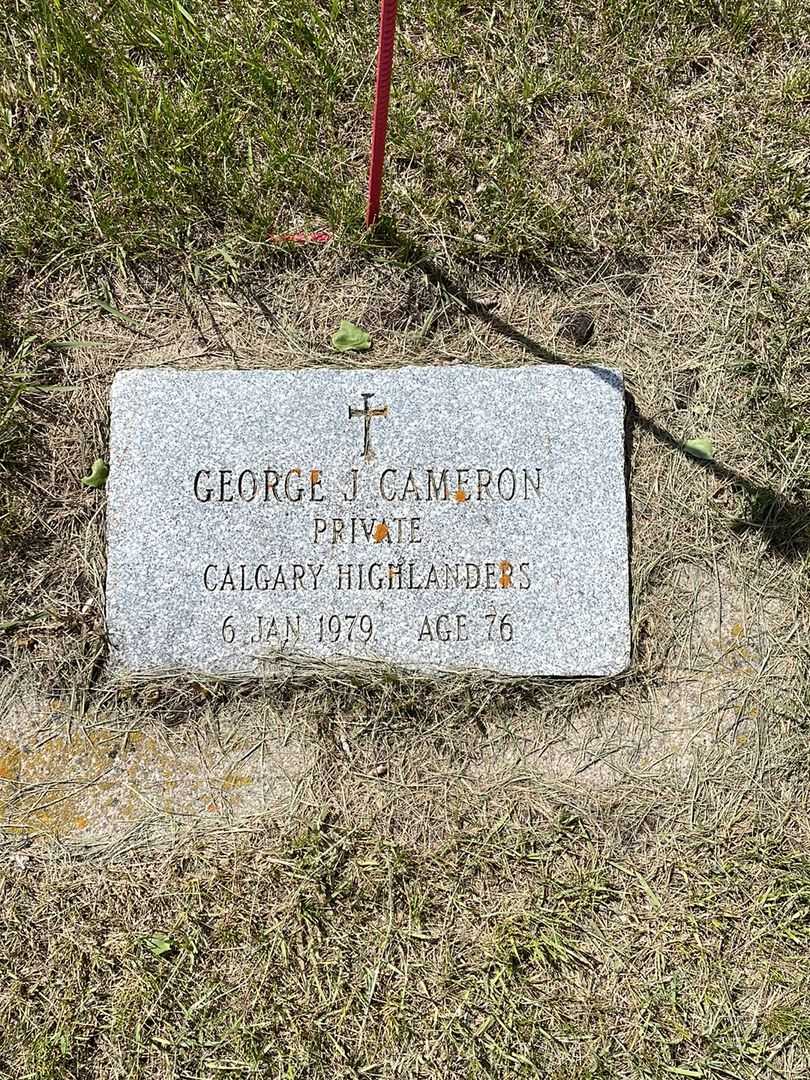 GEORGE J CAMERON
PRIVATE
CALGARY HIGHLANDERS
6 JAN 1979 AGE 76